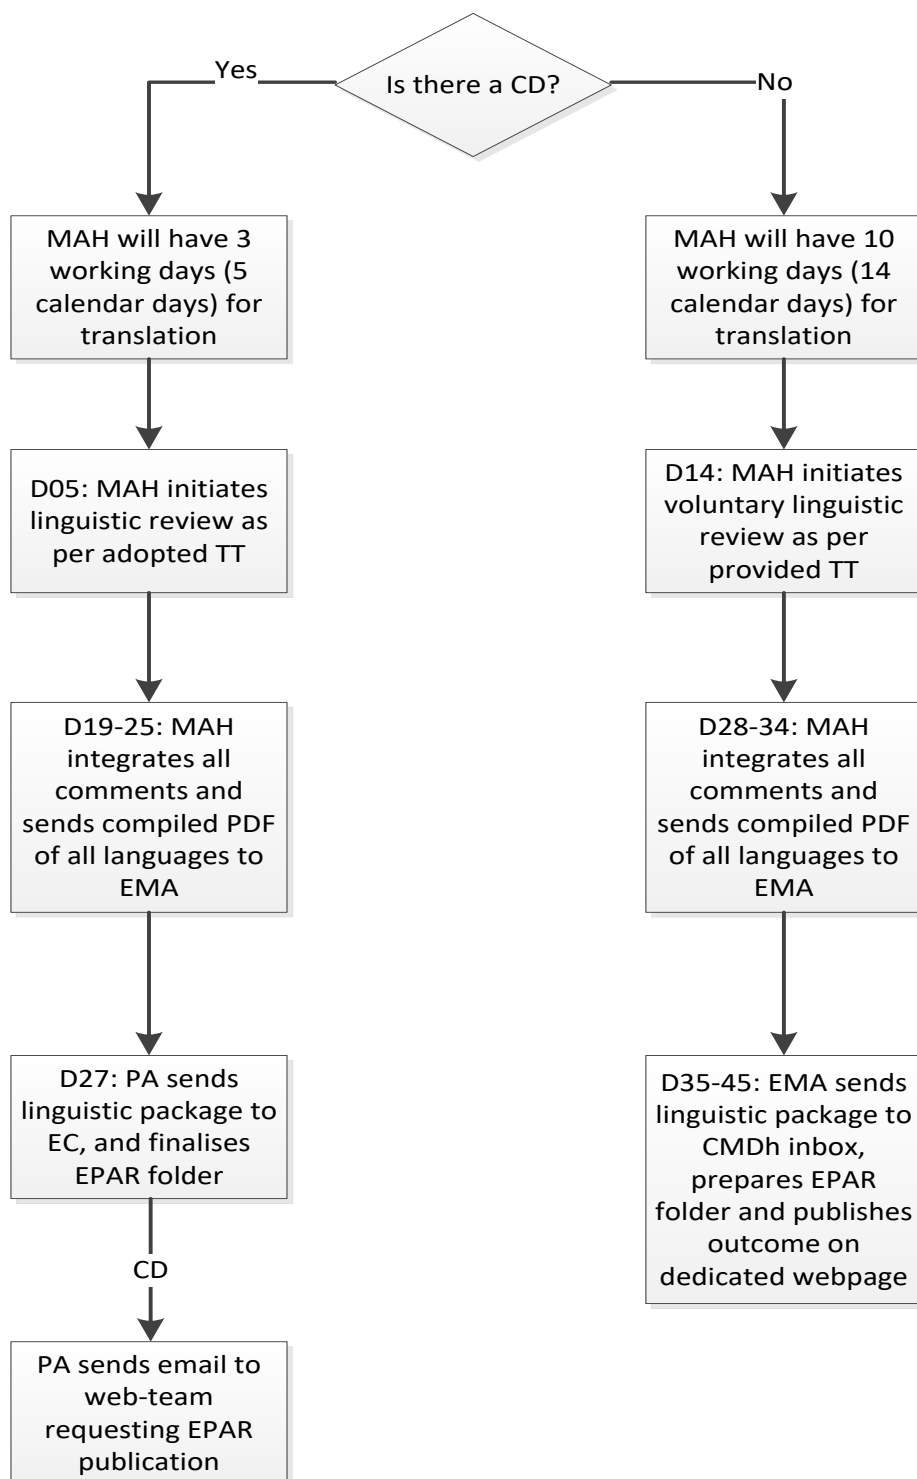 Is there a CD?
Yes
No
MAH will have 3
working days (5
calendar days) for
translation
MAH will have 10
working days (14
calendar days) for
translation
D05: MAH initiates
linguistic review as
per adopted TT
D14: MAH initiates
voluntary linguistic
review as per
provided TT
D19-25: MAH
integrates all
comments and
sends compiled PDF
of all languages to
EMA
D28-34: MAH
integrates all
comments and
sends compiled PDF
of all languages to
EMA
D27: PA sends
linguistic package to
EC, and finalises
EPAR folder
D35-45: EMA sends
linguistic package to
CMDh inbox,
prepares EPAR
folder and publishes
outcome on
dedicated webpage
CD
PA sends email to
web-team
requesting EPAR
publication